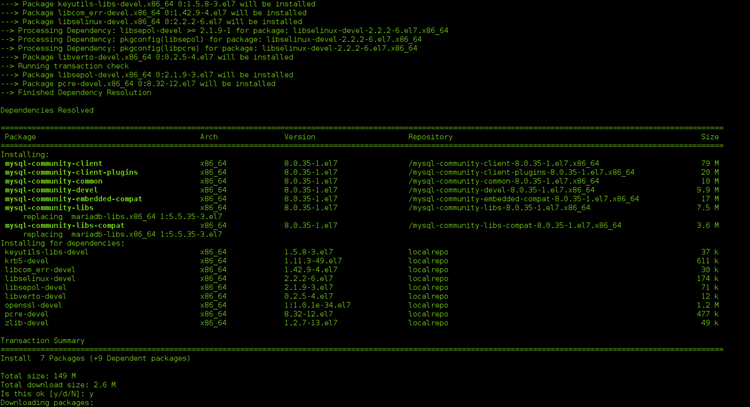 ---> Package keyutils-libs-devel.x86_64 0:1.5.8-3.el7 will be installed
---> Package libcom_err-devel.x86_64 0:1.42.9-4.el7 will be installed
---> Package libselinux-devel.x86_64 0:2.2.2-6.el7 will be installed
--> Processing Dependency: libsepol-devel >= 2.1.9-1 for package: libselinux-devel-2.2.2-6.el7.x86_64
--> Processing Dependency: pkgconfig(libsepol) for package: libselinux-devel-2.2.2-6.el7.x86_64
--> Processing Dependency: pkgconfig(libpcre) for package: libselinux-devel-2.2.2-6.el7.x86_64
---> Package libverto-devel.x86_64 0:0.2.5-4.el7 will be installed
--> Running transaction check
---> Package libsepol-devel.x86_64 0:2.1.9-3.el7 will be installed
---> Package pcre-devel.x86_64 0:8.32-12.el7 will be installed
--> Finished Dependency Resolution
Dependencies Resolved
Package Arch Version Repository Size
Installing:
mysql-community-client x86_64 8.0.35-1.el7 /mysql-community-client-8.0.35-1.el7.x86_64 79 M
mysql-community-client-plugins x86_64 8.0.35-1.el7 /mysql-community-client-plugins-8.0.35-1.el7.x86_64 20 M
mysql-community-common x86_64 8.0.35-1.el7 /mysql-community-common-8.0.35-1.el7.x86_64 10 M
mysql-community-devel x86_64 8.0.35-1.el7 /mysql-community-devel-8.0.35-1.el7.x86_64 9.9 M
mysql-community-embedded-compat x86_64 8.0.35-1.el7 /mysql-community-embedded-compat-8.0.35-1.el7.x86_64 17 M
mysql-community-libs x86_64 8.0.35-1.el7 /mysql-community-libs-8.0.35-1.el7.x86_64 7.5 M
replacing mariadb-libs.x86_64 1:5.5.35-3.el7
mysql-community-libs-compat x86_64 8.0.35-1.el7 /mysql-community-libs-compat-8.0.35-1.el7.x86_64 3.6 M
replacing mariadb-libs.x86_64 1:5.5.35-3.el7
Installing for dependencies:
keyutils-libs-devel x86_64 1.5.8-3.el7 localrepo 37 k
krb5-devel x86_64 1.11.3-49.el7 localrepo 611 k
libcom_err-devel x86_64 1.42.9-4.el7 localrepo 30 k
libselinux-devel x86_64 2.2.2-6.el7 localrepo 174 k
libsepol-devel x86_64 2.1.9-3.el7 localrepo 71 k
libverto-devel x86_64 0.2.5-4.el7 localrepo 12 k
openssl-devel x86_64 1:1.0.1e-34.el7 localrepo 1.2 M
pcre-devel x86_64 8.32-12.el7 localrepo 477 k
zlib-devel x86_64 1.2.7-13.el7 localrepo 49 k
Transaction Summary
Install 7 Packages (+9 Dependent packages)
Total size: 149 M
Total download size: 2.6 M
Is this ok [y/d/N]: y
Downloading packages: